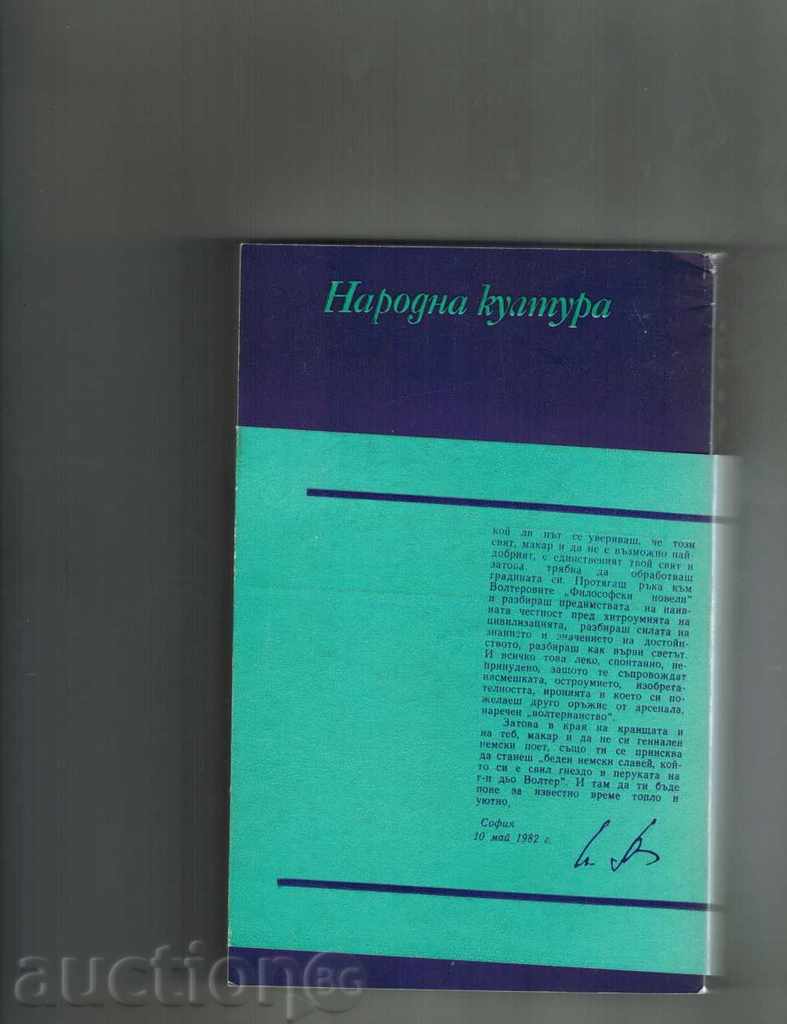 Народна култура
кой ли път се уверяваш, че този
свят, макар и да не е възможно най-
добрият, е единственият твой свят и
затова трябва да обработваш
градината си. Протягаш ръка към
Волтеровите „Философски новели"
и разбираш предимствата на наив-
ната честност пред хитроумията на
цивилизацията, разбираш силата на
знанието и значението на достойн-
ството, разбираш как върви светът.
И всичко това леко, спонтанно, не-
принудено, защото те съпровождат
насмешката, остроумието, изобрета-
телността, иронията и което си по-
желаеш друго оръжие от арсенала,
наречен „волтерианство".
Затова в края на краищата и
на теб, макар и да не си гениален
немски поет, също ти се приисква
да станеш „беден немски славей, кой-
то си е свил гнездо в перуката на
г-н дьо Волтер". И там да ти бъде
поне за известно време топло и
уютно.
София
10 май 1982 г.
auctionBG